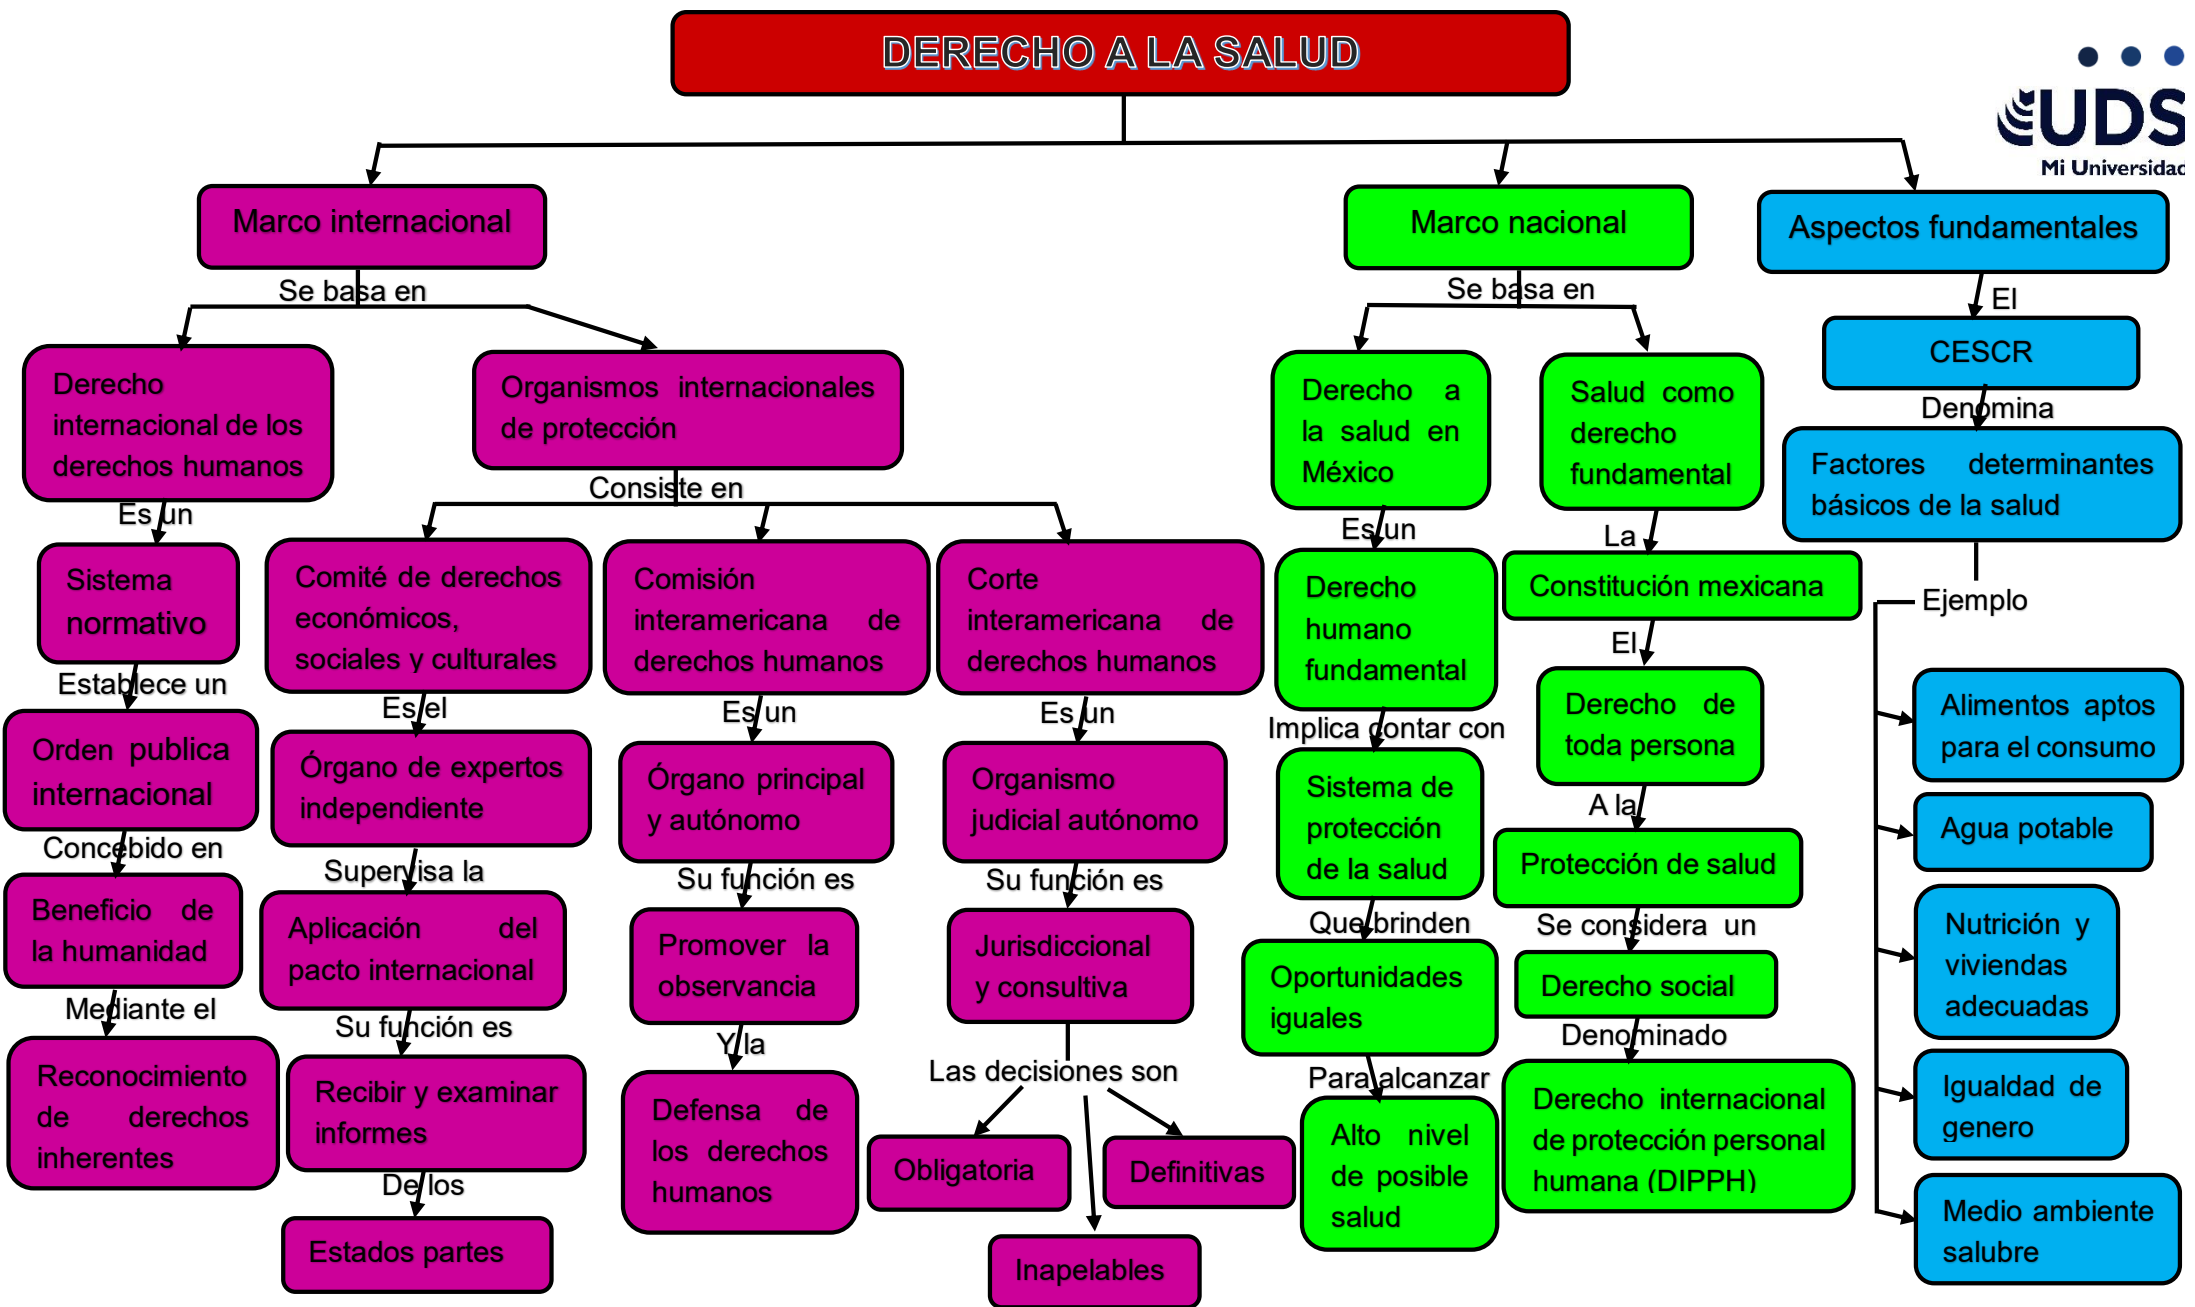 DERECHO A LA SALUD
UDS
Mi Universidad
Marco internacional
Se basa en
Derecho
internacional de los
derechos humanos
Es un
Sistema
normativo
Establece un
Orden publica
internacional
Concebido en
Beneficio de
la humanidad
Mediante el
Reconocimiento
de derechos
inherentes
Organismos internacionales
de protección
Consiste en
Comité de derechos
económicos,
sociales y culturales
Es el
Órgano de expertos
independiente
Supervisa la
Aplicación del
pacto internacional
Su función es
Recibir y examinar
informes
De los
Estados partes
Comisión
interamericana de
derechos humanos
Es un
Órgano principal
y autónomo
Su función es
Promover la
observancia
Y la
Defensa de
los derechos
humanos
Corte
interamericana de
derechos humanos
Es un
Organismo
judicial autónomo
Su función es
Jurisdiccional
y consultiva
Las decisiones son
Obligatoria
Inapelables
Definitivas
Marco nacional
Se basa en
Derecho a
la salud en
México
Es un
Derecho
humano
fundamental
Implica contar con
Sistema de
protección
de la salud
Que brinden
Oportunidades
iguales
Para alcanzar
Alto nivel
de posible
salud
Salud como
derecho
fundamental
La
Constitución mexicana
El
Derecho de
toda persona
A la
Protección de salud
Se considera un
Derecho social
Denominado
Derecho internacional
de protección personal
humana (DIPPH)
Aspectos fundamentales
El
CESCR
Denomina
Factores determinantes
básicos de la salud
Ejemplo
Alimentos aptos
para el consumo
Agua potable
Nutrición y
viviendas
adecuadas
Igualdad de
genero
Medio ambiente
salubre